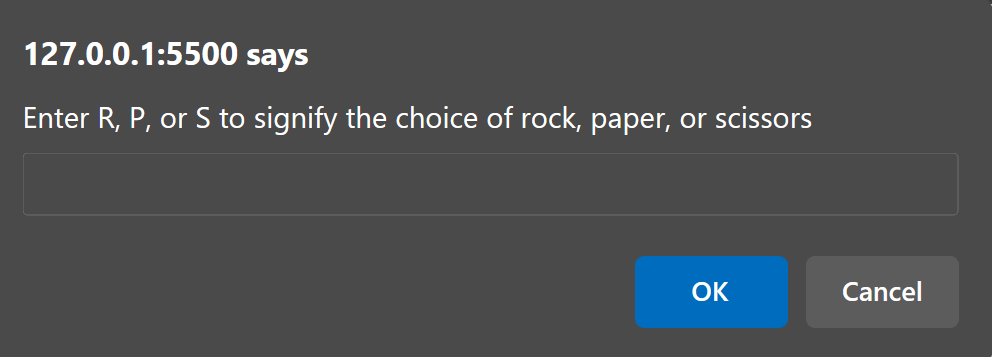 127.0.0.1:5500 says
Enter R, P, or S to signify the choice of rock, paper, or scissors
OK
Cancel